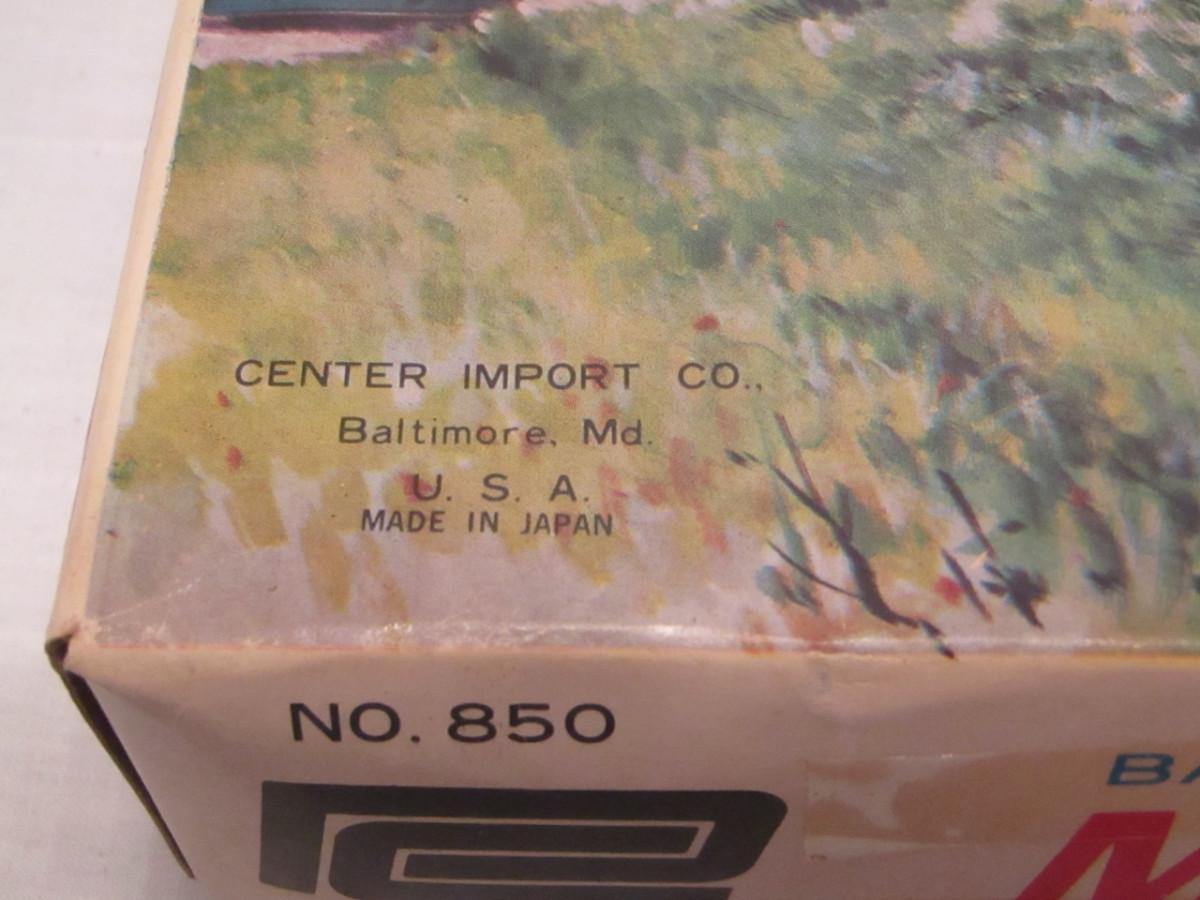 CENTER IMPORT CO.,
Baltimore, Md.
U. S. A.
MADE IN JAPAN
NO. 850